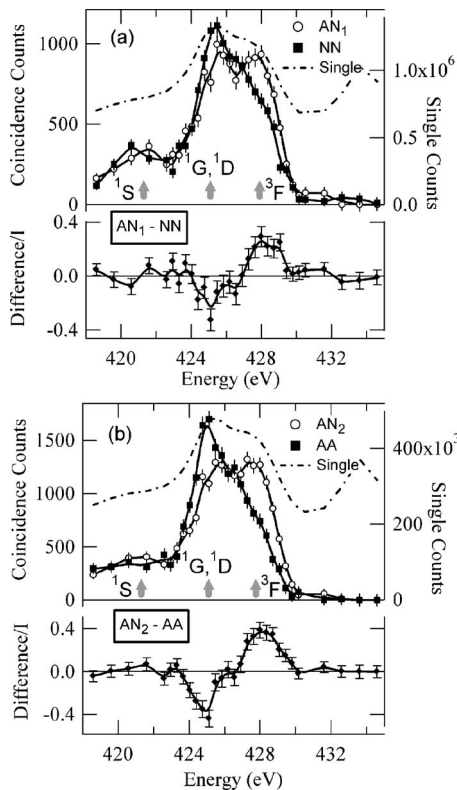 (a)
AN₁
NN
Single
Coincidence Counts
1000
500
0
1.0x10⁶
0.5
0.0
Single Counts
¹S
¹G,¹D
³F
AN₁ - NN
Difference/I
0.4
0.0
-0.4
420 424 428 432
Energy (eV)
(b)
AN₂
AA
Single
Coincidence Counts
1500
1000
500
0
400x10³
200
0
Single Counts
¹S
¹G,¹D
³F
AN₂ - AA
Difference/I
0.4
0.0
-0.4
420 424 428 432
Energy (eV)